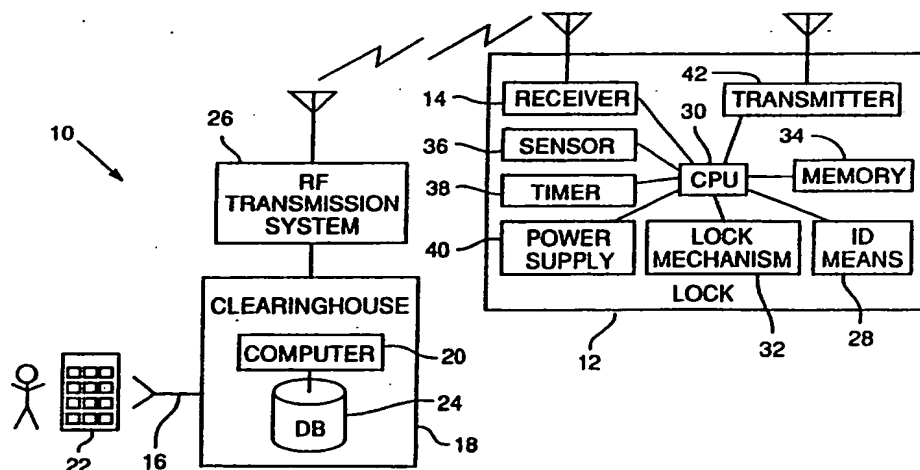 42
14
RECEIVER
TRANSMITTER
30
34
10
26
36
SENSOR
CPU
MEMORY
RF
TRANSMISSION
SYSTEM
38
TIMER
40
POWER
SUPPLY
LOCK
MECHANISM
ID
MEANS
LOCK
CLEARINGHOUSE
12
32
28
COMPUTER
20
DB
24
22
16
18